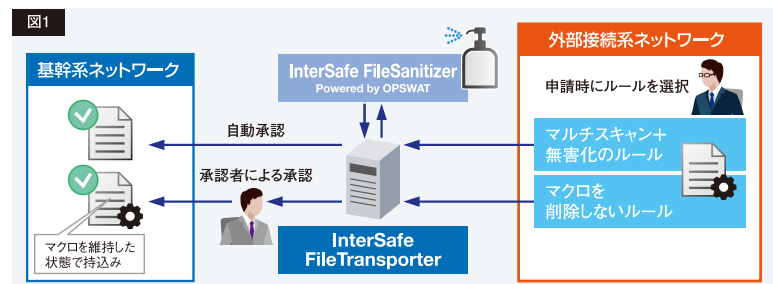 図1
基幹系ネットワーク
InterSafe FileSanitizer
Powered by OPSWAT
外部接続系ネットワーク
申請時にルールを選択
自動承認
マルチスキャン＋
無害化のルール
承認者による承認
マクロを
削除しないルール
マクロを維持した
状態で持込み
InterSafe
FileTransporter